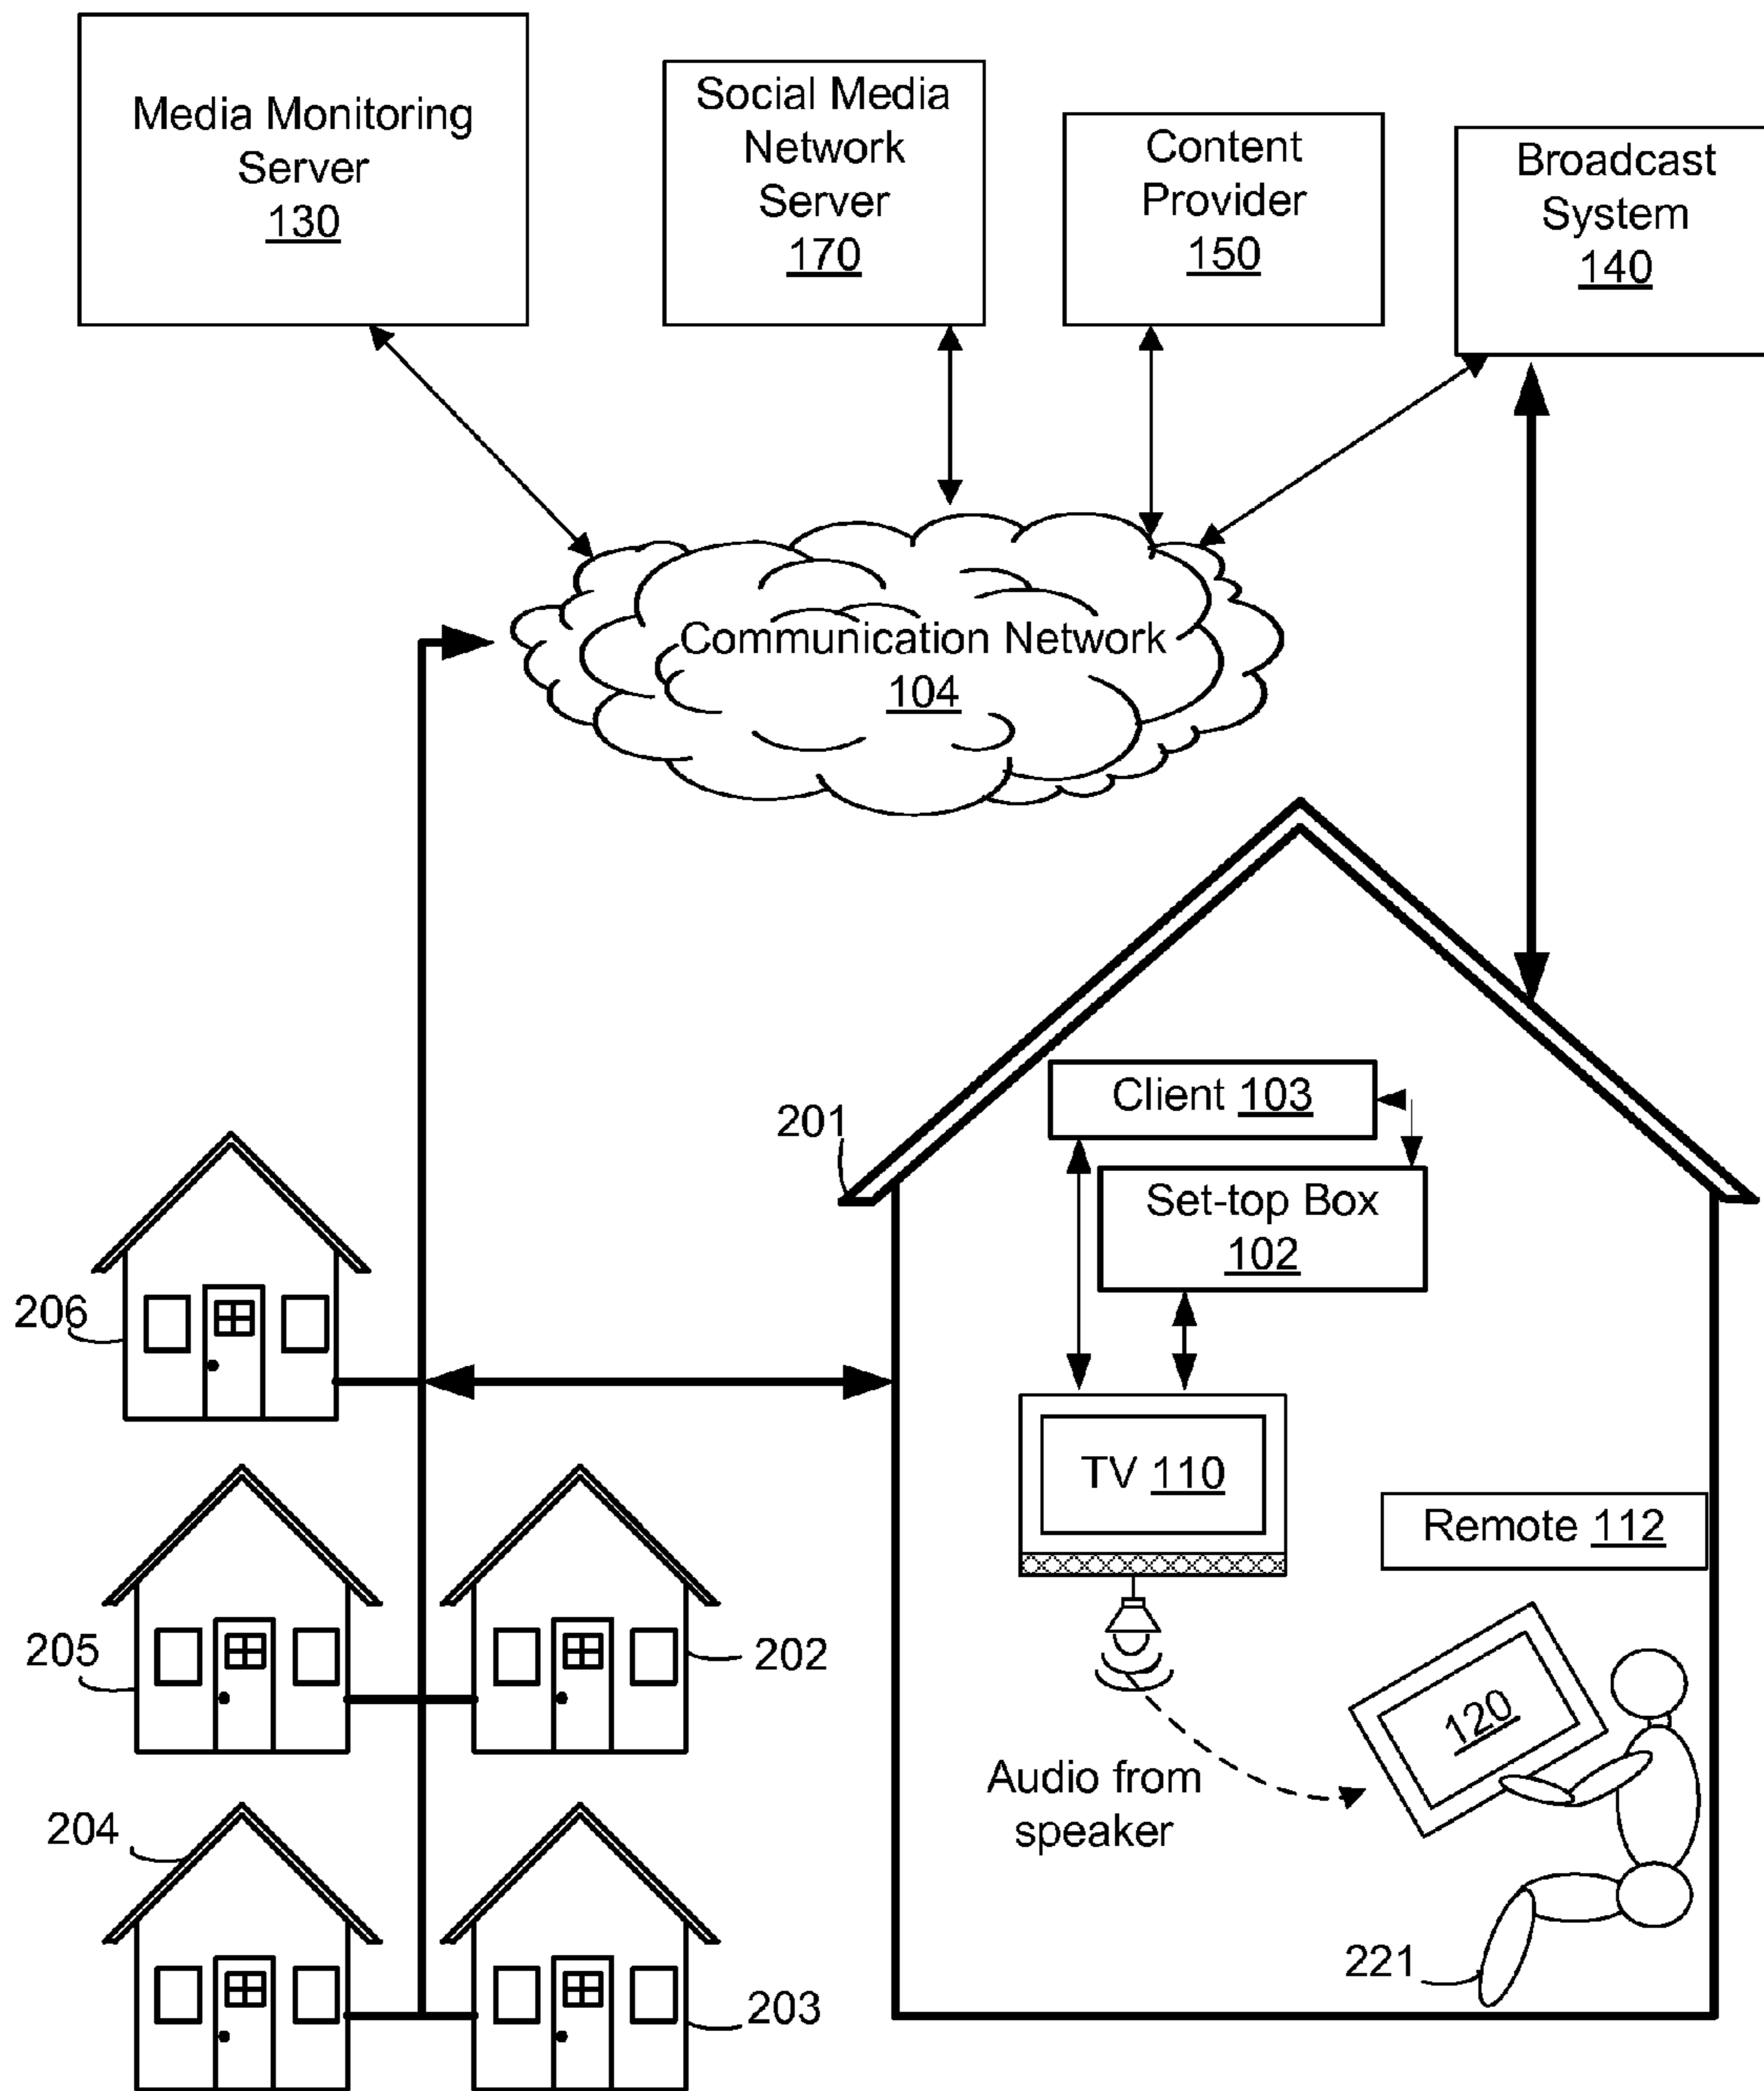 Media Monitoring
Server
130
Social Media
Network
Server
170
Content
Provider
150
Broadcast
System
140
Communication Network
104
201
Client 103
Set-top Box
102
206
TV 110
Remote 112
205
202
120
Audio from
speaker
204
221
203